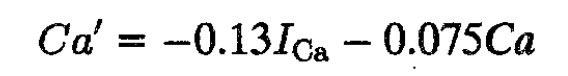 Ca′ = −0.13I_Ca − 0.075Ca